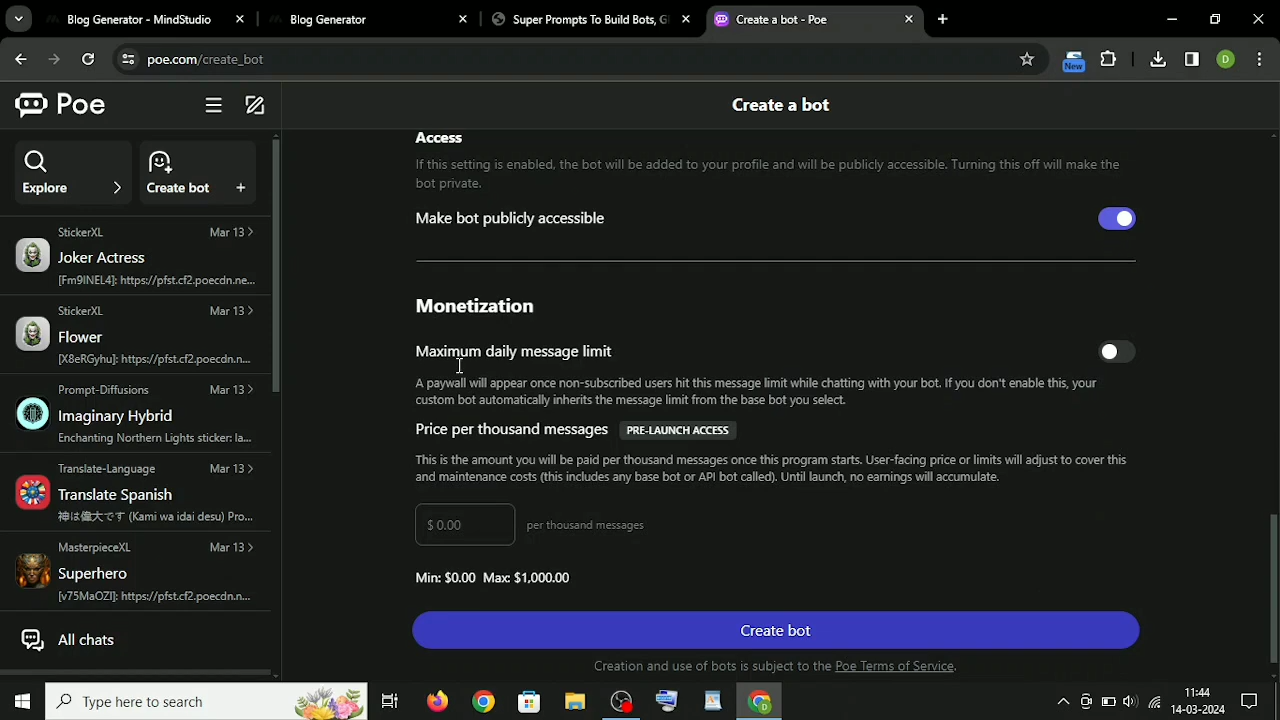 Blog Generator - MindStudio
Blog Generator
Super Prompts To Build Bots, G
Create a bot - Poe
poe.com/create_bot
New
D
Poe
Create a bot
Explore
Create bot
StickerXL Mar 13
Joker Actress
[Fm9INEL4]: https://pfst.cf2.poecdn.ne...
StickerXL Mar 13
Flower
[X8eRGyhu]: https://pfst.cf2.poecdn.n...
Prompt-Diffusions Mar 13
Imaginary Hybrid
Enchanting Northern Lights sticker: la...
Translate-Language Mar 13
Translate Spanish
神は偉大です (Kami wa idai desu) Pro...
MasterpieceXL Mar 13
Superhero
[v75MaOZI]: https://pfst.cf2.poecdn.n...
All chats
Access
If this setting is enabled, the bot will be added to your profile and will be publicly accessible. Turning this off will make the
bot private.
Make bot publicly accessible
Monetization
Maximum daily message limit
A paywall will appear once non-subscribed users hit this message limit while chatting with your bot. If you don't enable this, your
custom bot automatically inherits the message limit from the base bot you select.
Price per thousand messages PRE-LAUNCH ACCESS
This is the amount you will be paid per thousand messages once this program starts. User-facing price or limits will adjust to cover this
and maintenance costs (this includes any base bot or API bot called). Until launch, no earnings will accumulate.
$ 0.00 per thousand messages
Min: $0.00 Max: $1,000.00
Create bot
Creation and use of bots is subject to the Poe Terms of Service.
Type here to search
17:44
14-03-2024